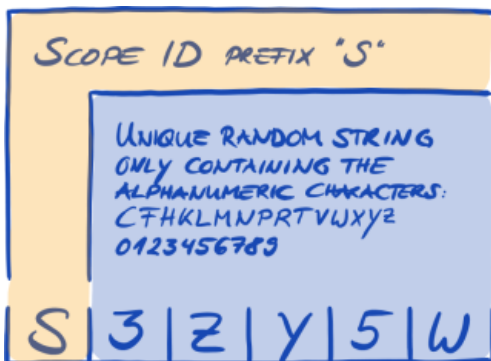 SCOPE ID PREFIX "S"
UNIQUE RANDOM STRING
ONLY CONTAINING THE
ALPHANUMERIC CHARACTERS:
CFHKLMNPRTVWXYZ
0123456789
S|3|Z|Y|5|W